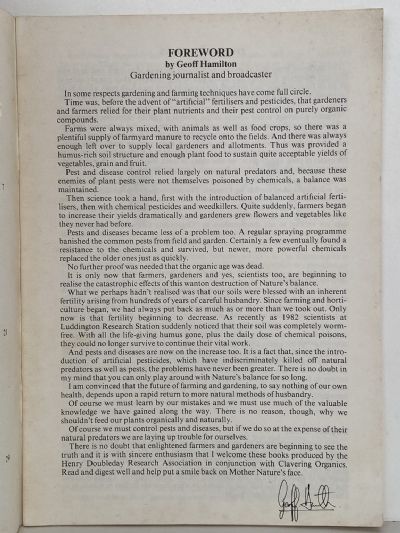 FOREWORD
by Geoff Hamilton
Gardening journalist and broadcaster
In some respects gardening and farming techniques have come full circle.
Time was, before the advent of "artificial" fertilisers and pesticides, that gardeners
and farmers relied for their plant nutrients and their pest control on purely organic
compounds.
Farms were always mixed, with animals as well as food crops, so there was a
plentiful supply of farmyard manure to recycle onto the fields. And there was always
enough left over to supply local gardeners and allotments. Thus was provided a
humus-rich soil structure and enough plant food to sustain quite acceptable yields of
vegetables, grain and fruit.
Pest and disease control relied largely on natural predators and, because these
enemies of plant pests were not themselves poisoned by chemicals, a balance was
maintained.
Then science took a hand, first with the introduction of balanced artificial ferti-
lisers, then with chemical pesticides and weedkillers. Quite suddenly, farmers began
to increase their yields dramatically and gardeners grew flowers and vegetables like
they never had before.
Pests and diseases became less of a problem too. A regular spraying programme
banished the common pests from field and garden. Certainly a few eventually found a
resistance to the chemicals and survived, but newer, more powerful chemicals
replaced the older ones just as quickly.
No further proof was needed that the organic age was dead.
It is only now that farmers, gardeners and yes, scientists too, are beginning to
realise the catastrophic effects of this wanton destruction of Nature's balance.
What we perhaps hadn't realised was that our soils were blessed with an inherent
fertility arising from hundreds of years of careful husbandry. Since farming and horti-
culture began, we had always put back as much as or more than we took out. Only
now is that fertility beginning to decrease. As recently as 1982 scientists at
Luddington Research Station suddenly noticed that their soil was completely worm-
free. With all the life-giving humus gone, plus the daily dose of chemical poisons,
they could no longer survive to continue their vital work.
And pests and diseases are now on the increase too. It is a fact that, since the intro-
duction of artificial pesticides, which have indiscriminately killed off natural
predators as well as pests, the problems have never been greater. There is no doubt in
my mind that you can only play around with Nature's balance for so long.
I am convinced that the future of farming and gardening, to say nothing of our own
health, depends upon a rapid return to more natural methods of husbandry.
Of course we must learn by our mistakes and we must use much of the valuable
knowledge we have gained along the way. There is no reason, though, why we
shouldn't feed our plants organically and naturally.
Of course we must control pests and diseases, but if we do so at the expense of their
natural predators we are laying up trouble for ourselves.
There is no doubt that enlightened farmers and gardeners are beginning to see the
truth and it is with sincere enthusiasm that I welcome these books produced by the
Henry Doubleday Research Association in conjunction with Clavering Organics.
Read and digest well and help put a smile back on Mother Nature's face.